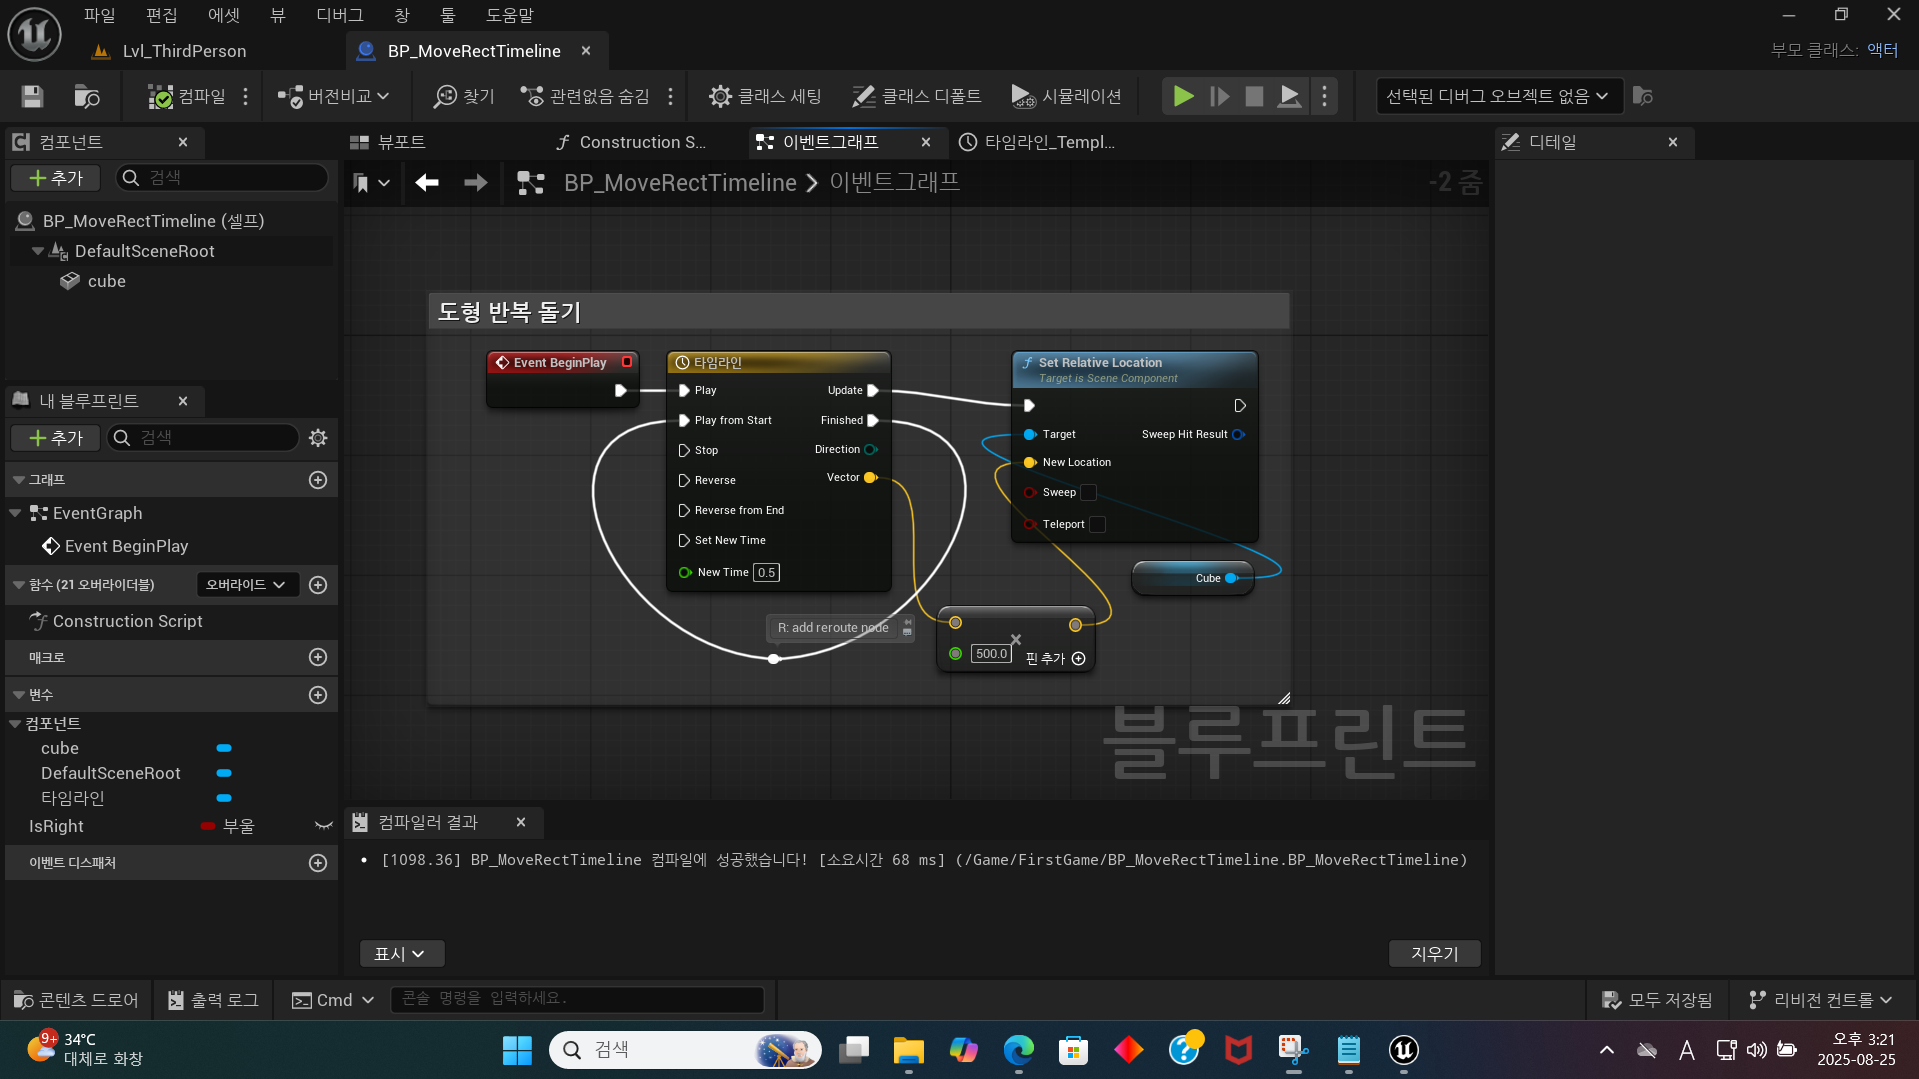 파일 편집 에셋 뷰 디버그 창 툴 도움말
Lvl_ThirdPerson
BP_MoveRectTimeline
부모 클래스: 액터
컴파일
버전비교
찾기
관련없음 숨김
클래스 세팅
클래스 디폴트
시뮬레이션
선택된 디버그 오브젝트 없음
컴포넌트
추가
검색
BP_MoveRectTimeline (셀프)
DefaultSceneRoot
cube
내 블루프린트
추가
검색
그래프
EventGraph
Event BeginPlay
함수 (21 오버라이더블)
오버라이드
Construction Script
매크로
변수
컴포넌트
cube
DefaultSceneRoot
타임라인
IsRight
부울
이벤트 디스패처
뷰포트
Construction S...
이벤트그래프
타임라인_Templ...
BP_MoveRectTimeline
이벤트그래프
-2 줌
도형 반복 돌기
Event BeginPlay
타임라인
Play
Update
Play from Start
Finished
Stop
Direction
Reverse
Vector
Reverse from End
Set New Time
New Time 0.5
Set Relative Location
Target is Scene Component
Target
Sweep Hit Result
New Location
Sweep
Teleport
Cube
R: add reroute node
500.0
핀 추가
블루프린트
컴파일러 결과
• [1098.36] BP_MoveRectTimeline 컴파일에 성공했습니다! [소요시간 68 ms] (/Game/FirstGame/BP_MoveRectTimeline.BP_MoveRectTimeline)
표시
지우기
디테일
콘텐츠 드로어
출력 로그
Cmd
콘솔 명령을 입력하세요.
모두 저장됨
리비전 컨트롤
9+
34°C
대체로 화창
검색
A
오후 3:21
2025-08-25